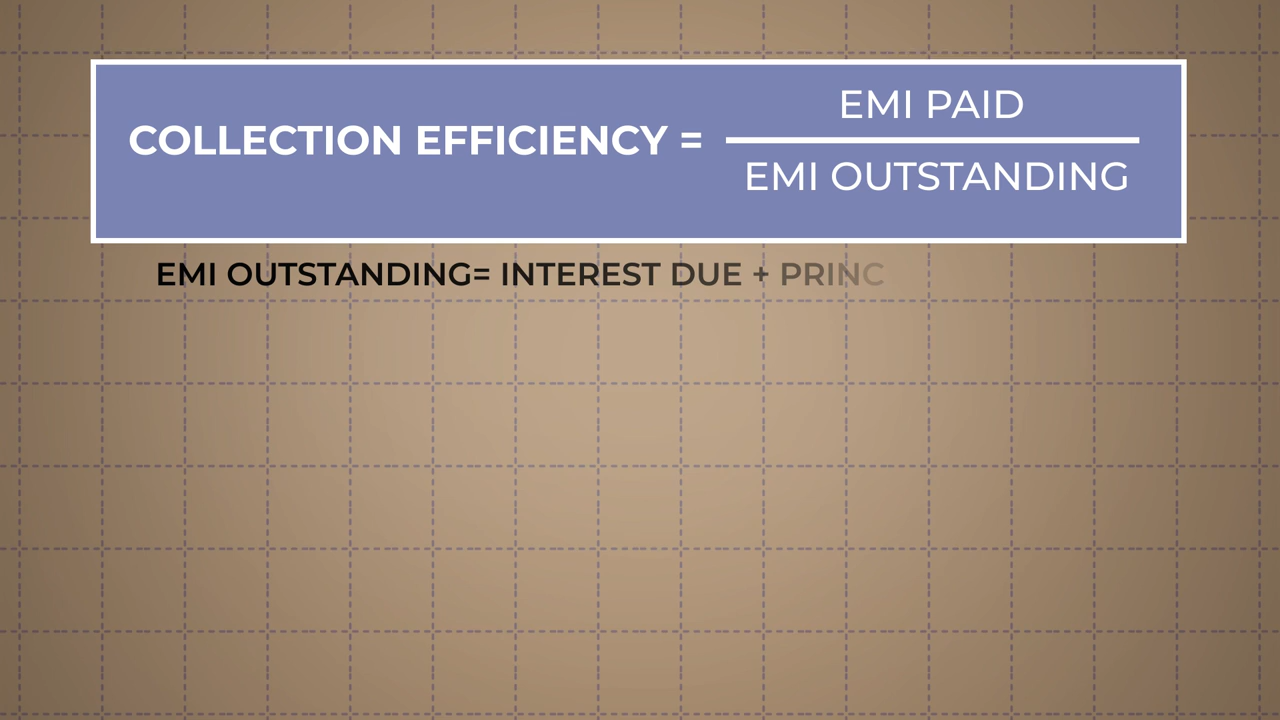 COLLECTION EFFICIENCY =
EMI PAID
EMI OUTSTANDING
EMI OUTSTANDING= INTEREST DUE + PRINC